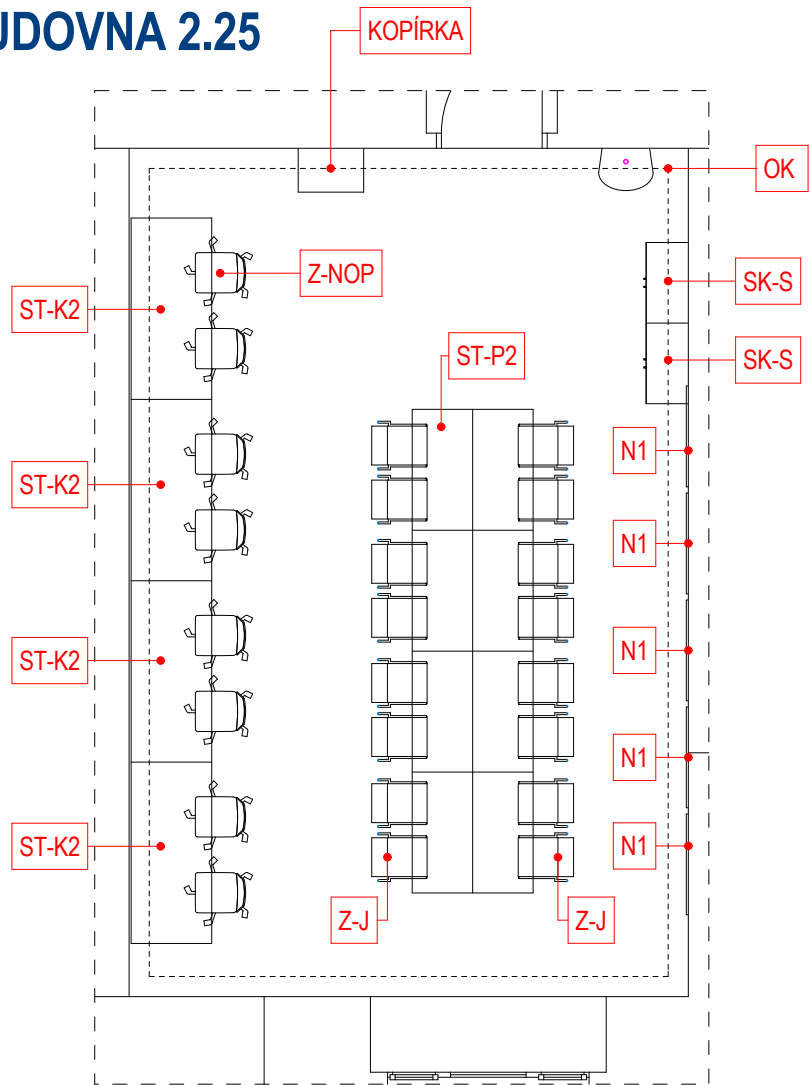 UDOVNA 2.25
KOPÍRKA
OK
Z-NOP
SK-S
ST-K2
ST-P2
SK-S
N1
ST-K2
N1
N1
ST-K2
N1
ST-K2
N1
Z-J
Z-J